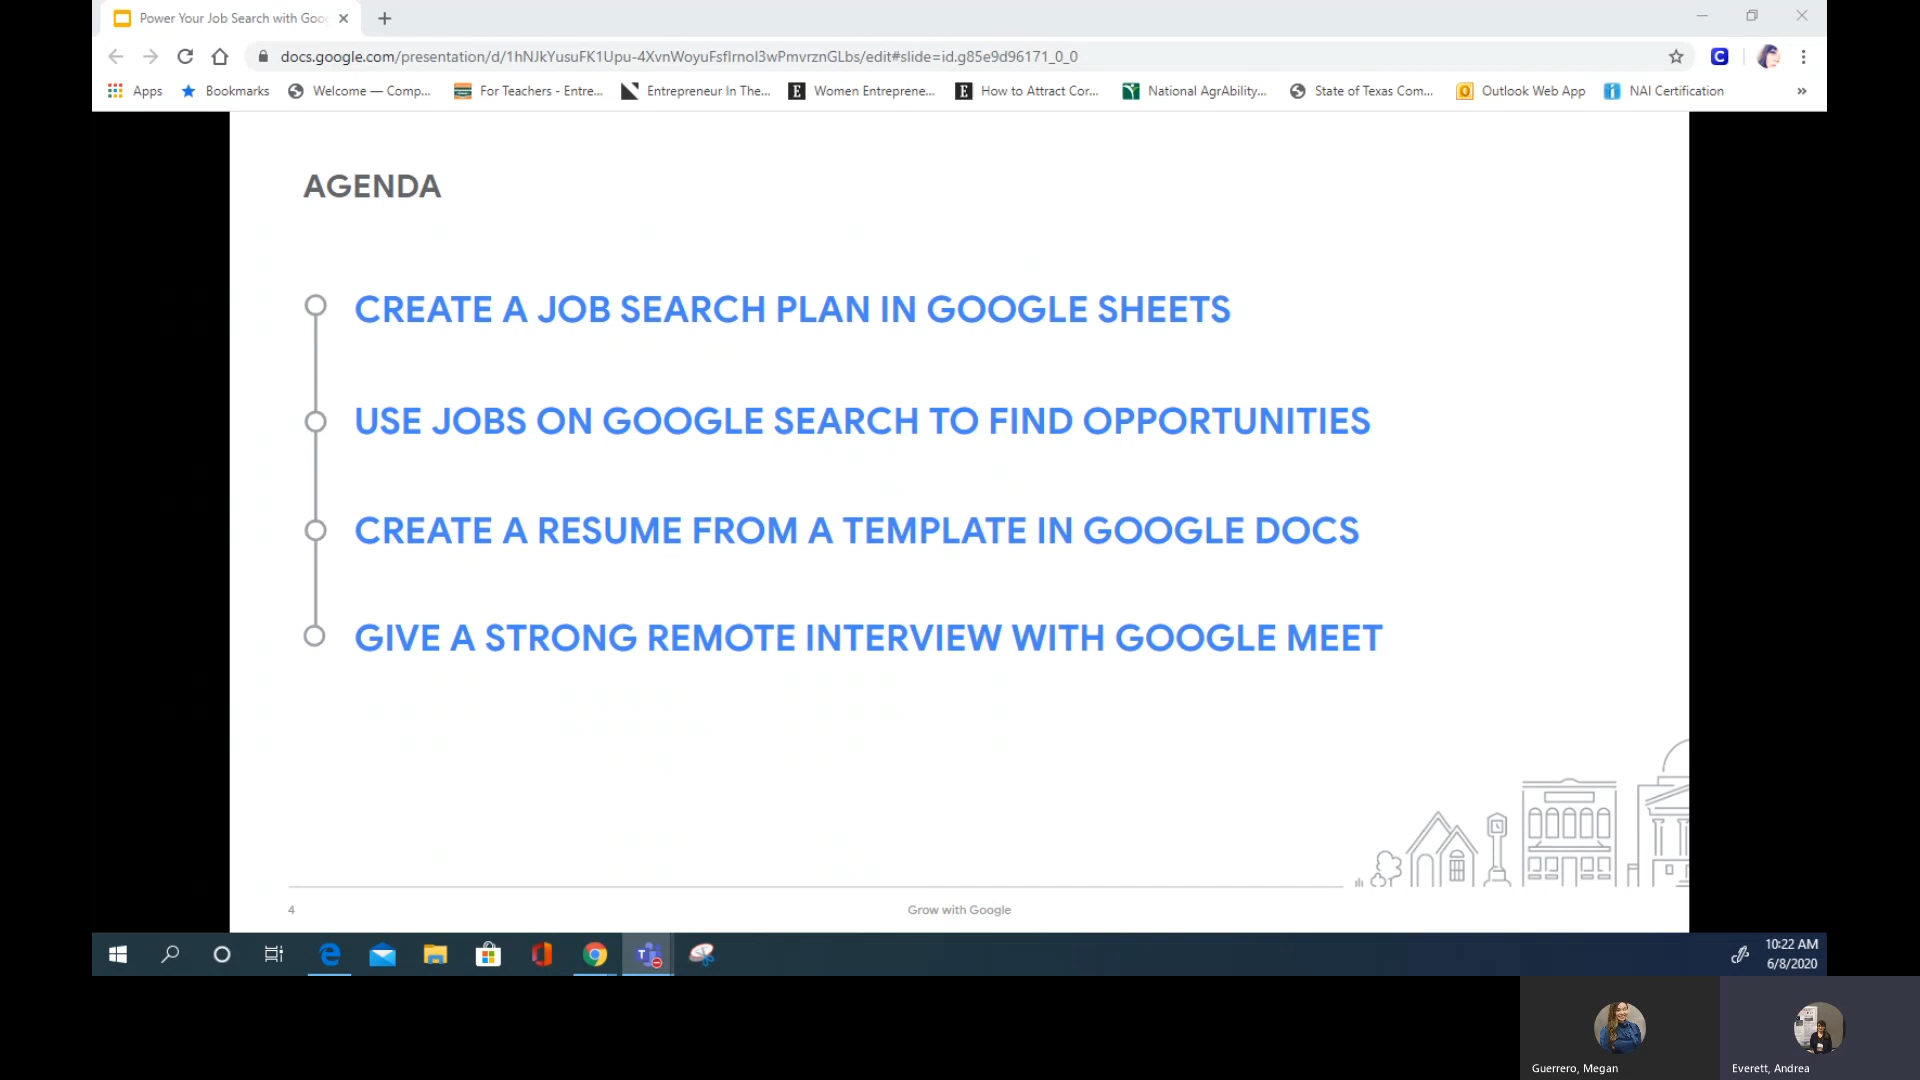 Power Your Job Search with Goo
docs.google.com/presentation/d/1hNJkYusuFK1Upu-4XvnWoyuFsfIrnoI3wPmvrznGLbs/edit#slide=id.g85e9d96171_0_0
Apps Bookmarks Welcome — Comp... For Teachers - Entre... Entrepreneur In The... E Women Entreprene... E How to Attract Cor... National AgrAbility... State of Texas Com... Outlook Web App NAI Certification »
AGENDA
CREATE A JOB SEARCH PLAN IN GOOGLE SHEETS
USE JOBS ON GOOGLE SEARCH TO FIND OPPORTUNITIES
CREATE A RESUME FROM A TEMPLATE IN GOOGLE DOCS
GIVE A STRONG REMOTE INTERVIEW WITH GOOGLE MEET
4 Grow with Google
10:22 AM
6/8/2020
Guerrero, Megan Everett, Andrea